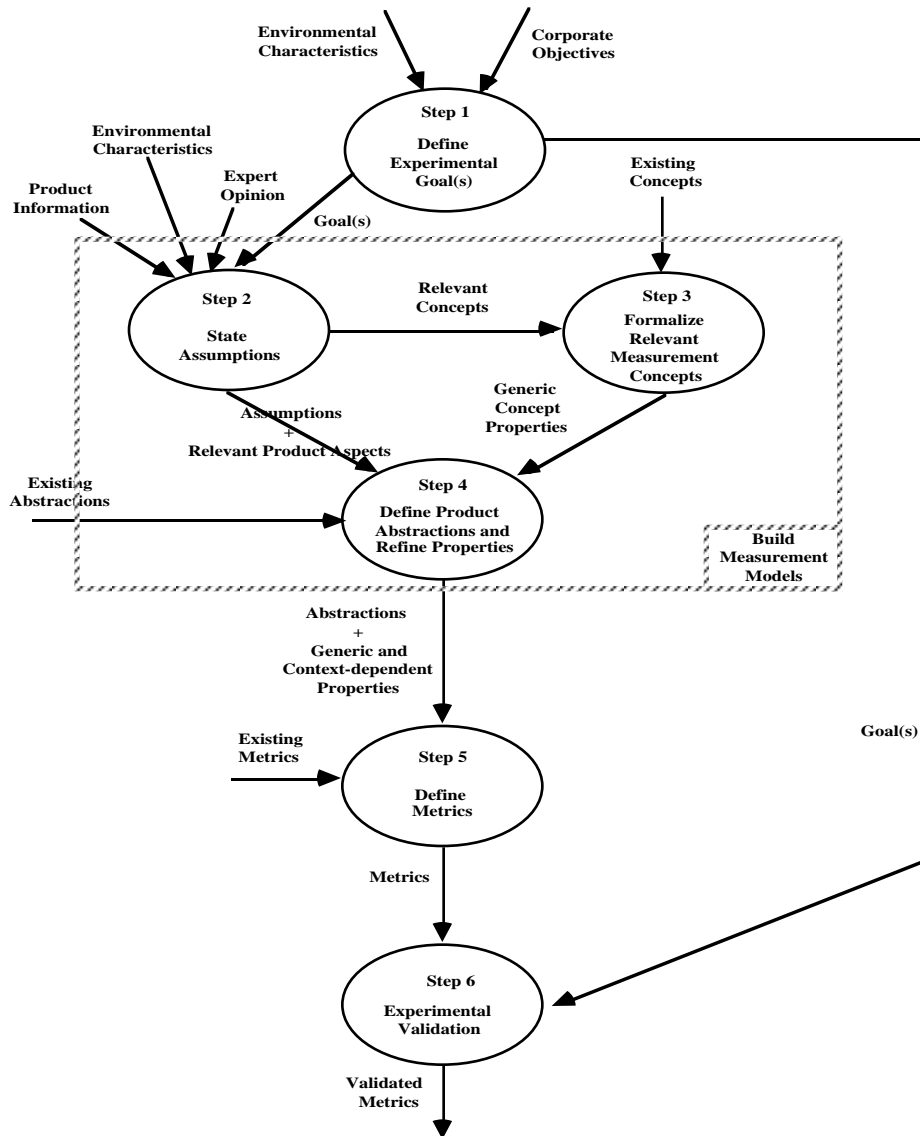 Environmental
Characteristics
Corporate
Objectives
Step 1
Define
Experimental
Goal(s)
Environmental
Characteristics
Expert
Opinion
Product
Information
Goal(s)
Existing
Concepts
Step 2
State
Assumptions
Relevant
Concepts
Step 3
Formalize
Relevant
Measurement
Concepts
Assumptions
+
Relevant Product Aspects
Generic
Concept
Properties
Existing
Abstractions
Step 4
Define Product
Abstractions and
Refine Properties
Build
Measurement
Models
Abstractions
+
Generic and
Context-dependent
Properties
Existing
Metrics
Step 5
Define
Metrics
Goal(s)
Metrics
Step 6
Experimental
Validation
Validated
Metrics